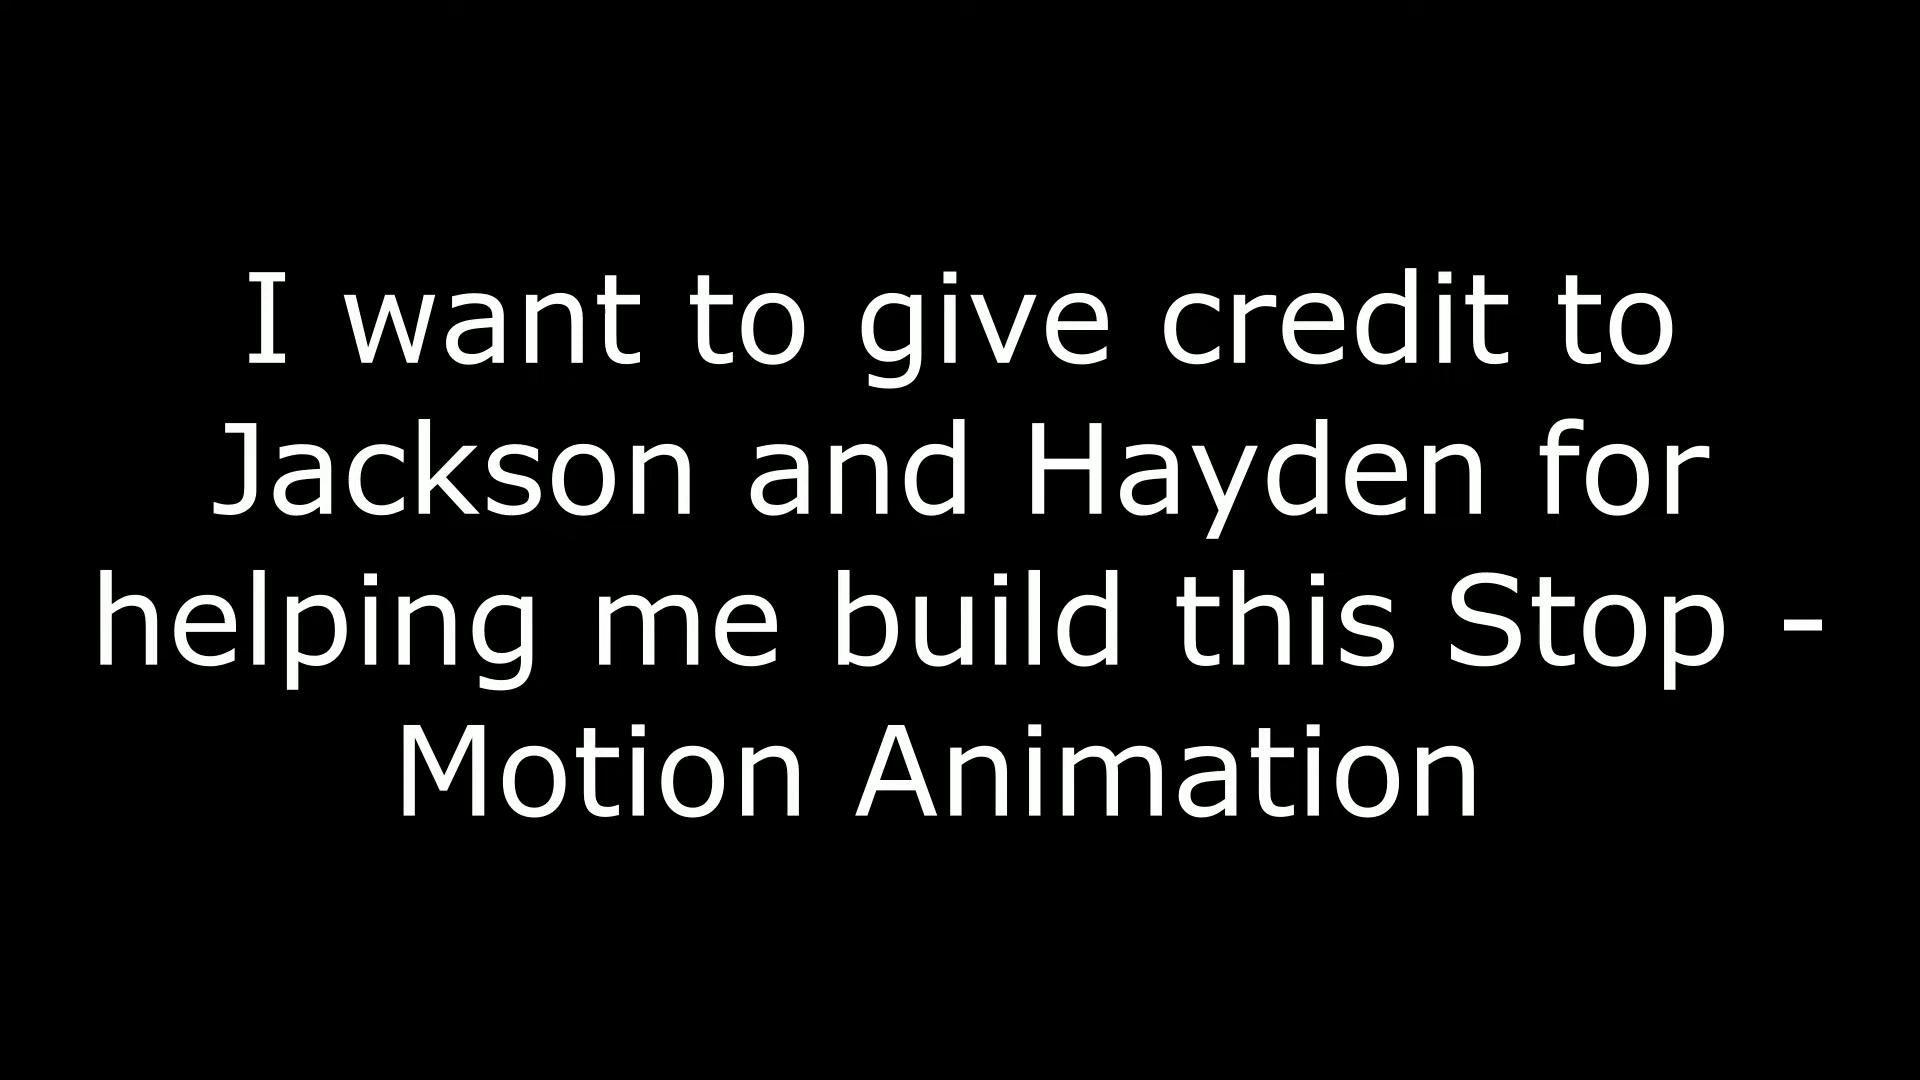 I want to give credit to
Jackson and Hayden for
helping me build this Stop -
Motion Animation